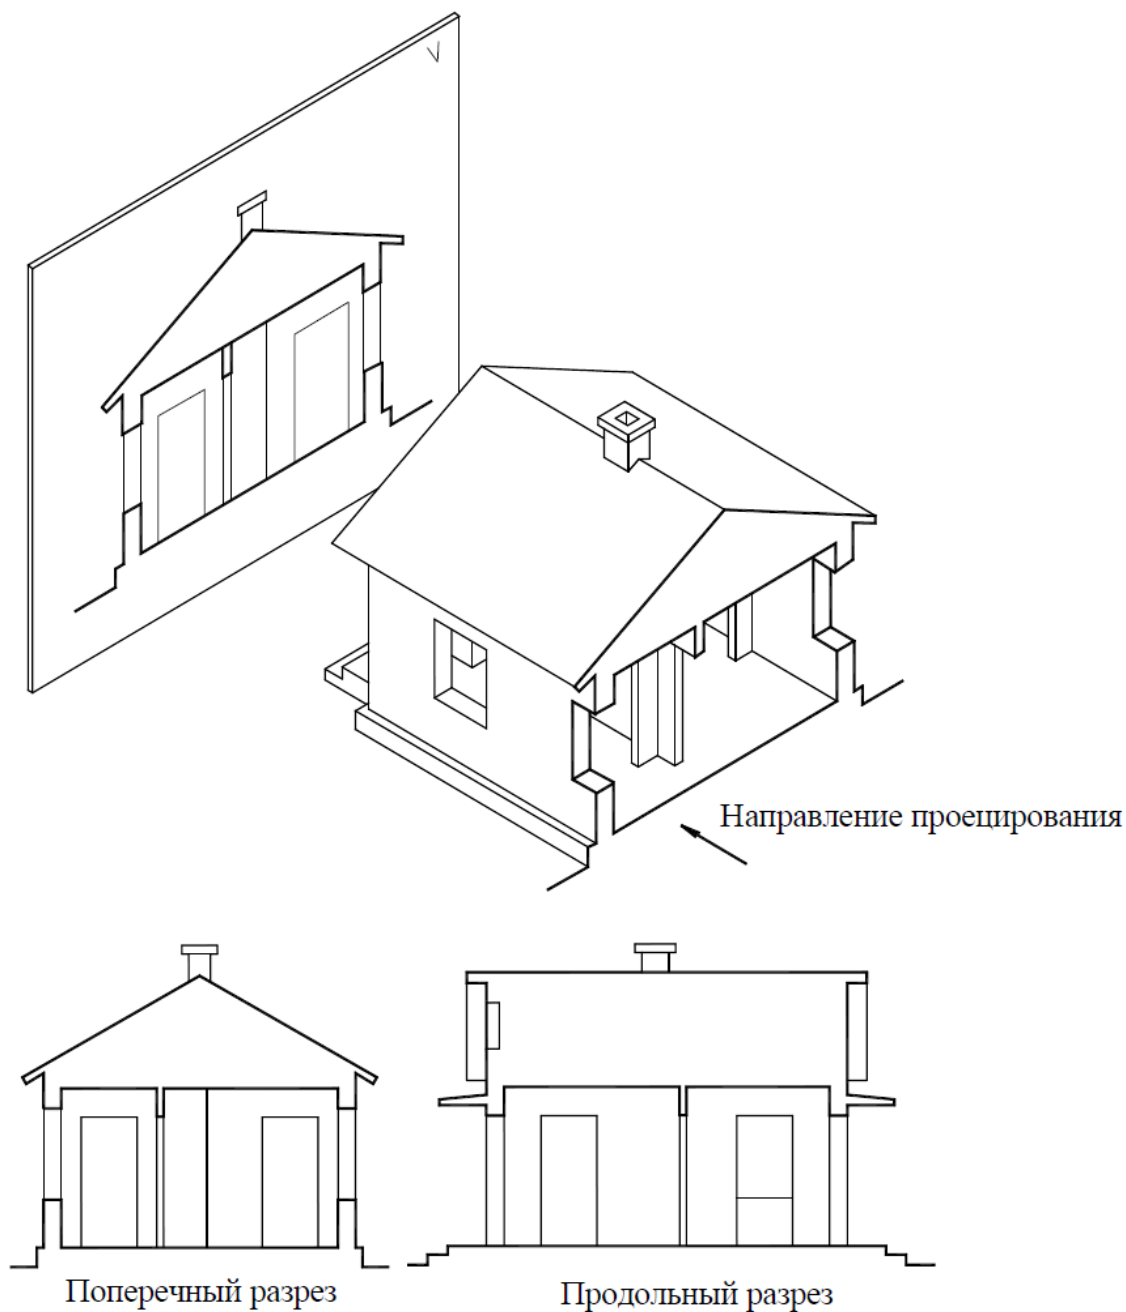 V
Направление проецирования
Поперечный разрез
Продольный разрез